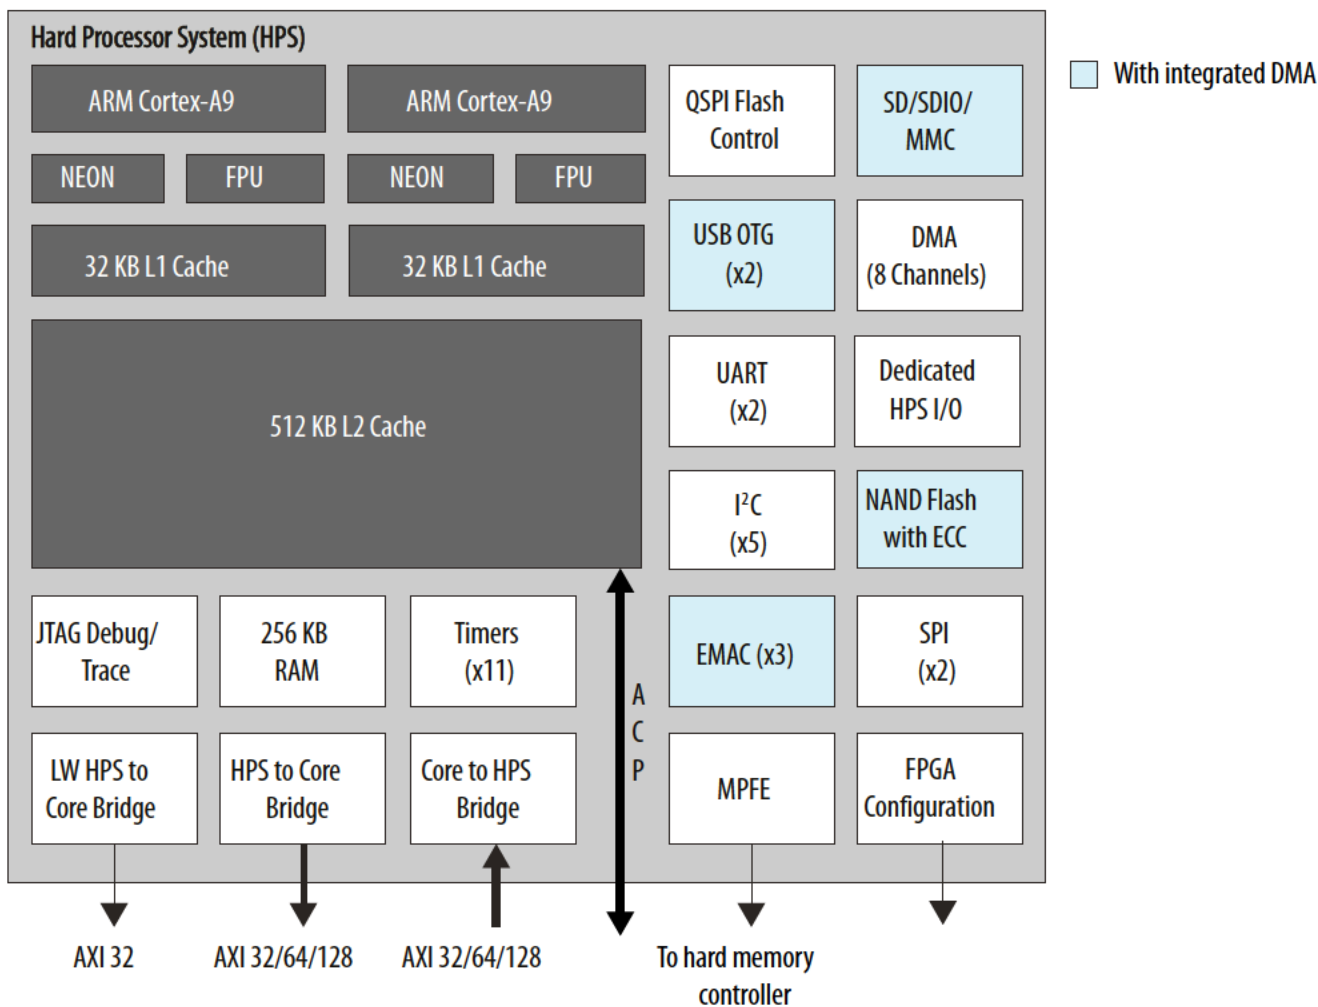 Hard Processor System (HPS)
With integrated DMA
ARM Cortex-A9
ARM Cortex-A9
QSPI Flash
Control
SD/SDIO/
MMC
NEON
FPU
NEON
FPU
32 KB L1 Cache
32 KB L1 Cache
USB OTG
(x2)
DMA
(8 Channels)
512 KB L2 Cache
UART
(x2)
Dedicated
HPS I/O
I²C
(x5)
NAND Flash
with ECC
JTAG Debug/
Trace
256 KB
RAM
Timers
(x11)
A
C
P
EMAC (x3)
SPI
(x2)
LW HPS to
Core Bridge
HPS to Core
Bridge
Core to HPS
Bridge
MPFE
FPGA
Configuration
AXI 32
AXI 32/64/128
AXI 32/64/128
To hard memory
controller